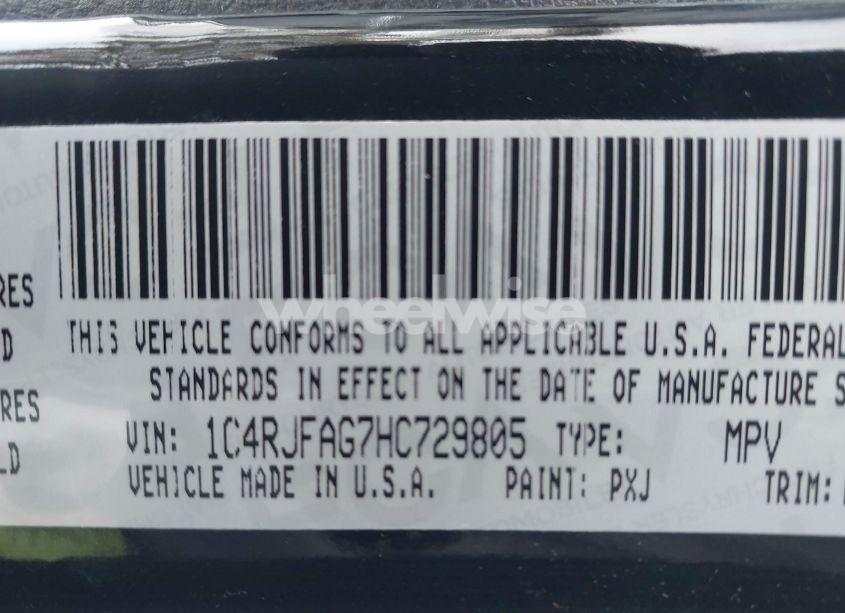 RES
D
RES
LD
wheelwise
THIS VEHICLE CONFORMS TO ALL APPLICABLE U.S.A. FEDERAL
STANDARDS IN EFFECT ON THE DATE OF MANUFACTURE S
VIN: 1C4RJFAG7HC729805 TYPE: MPV
VEHICLE MADE IN U.S.A. PAINT: PXJ TRIM: